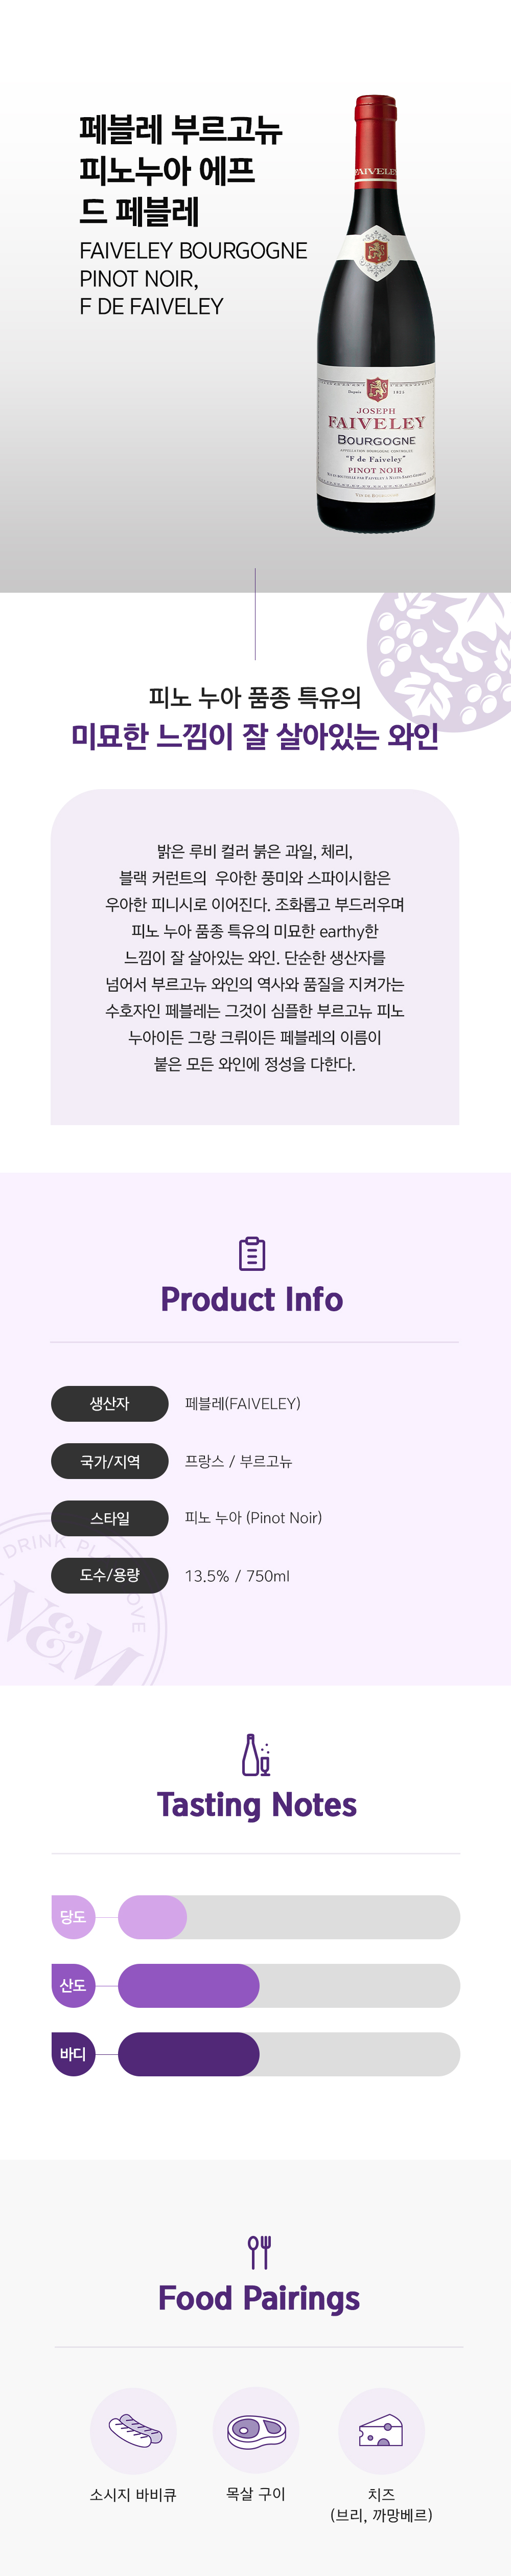 페블레 부르고뉴
피노누아 에프
드 페블레
FAIVELEY BOURGOGNE
PINOT NOIR,
F DE FAIVELEY
FAIVELEY
Depuis 1825
JOSEPH
FAIVELEY
BOURGOGNE
APPELLATION BOURGOGNE CONTRÔLÉE
"F de Faiveley"
PINOT NOIR
피노 누아 품종 특유의
미묘한 느낌이 잘 살아있는 와인
밝은 루비 컬러 붉은 과일, 체리,
블랙 커런트의 우아한 풍미와 스파이시함은
우아한 피니시로 이어진다. 조화롭고 부드러우며
피노 누아 품종 특유의 미묘한 earthy한
느낌이 잘 살아있는 와인. 단순한 생산자를
넘어서 부르고뉴 와인의 역사와 품질을 지켜가는
수호자인 페블레는 그것이 심플한 부르고뉴 피노
누아이든 그랑 크뤼이든 페블레의 이름이
붙은 모든 와인에 정성을 다한다.
Product Info
생산자 페블레(FAIVELEY)
국가/지역 프랑스 / 부르고뉴
스타일 피노 누아 (Pinot Noir)
도수/용량 13.5% / 750ml
DRINK
OVE
W&M
Tasting Notes
당도
산도
바디
Food Pairings
소시지 바비큐
목살 구이
치즈
(브리, 까망베르)